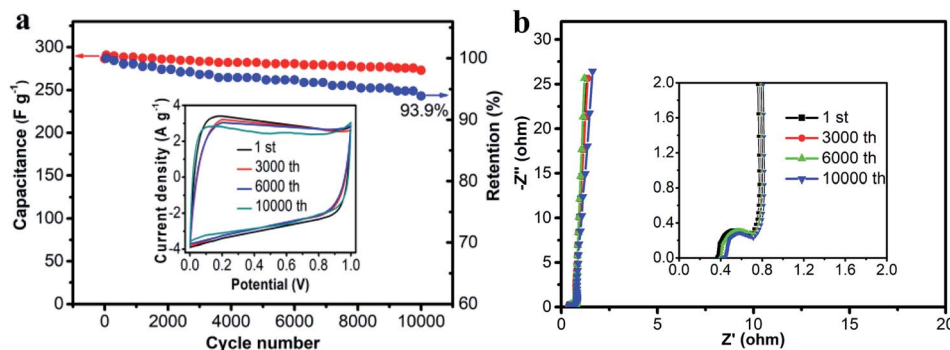 a
Capacitance (F g⁻¹)
300
250
200
150
100
50
0
0 2000 4000 6000 8000 10000
Cycle number
100
90
80
70
60
Retention (%)
93.9%
Current density (A g⁻¹)
4
2
0
-2
-4
0.0 0.2 0.4 0.6 0.8 1.0
Potential (V)
1 st
3000 th
6000 th
10000 th
b
-Z'' (ohm)
30
25
20
15
10
5
0
0 5 10 15 20
Z' (ohm)
2.0
1.6
1.2
0.8
0.4
0.0
0.0 0.4 0.8 1.2 1.6 2.0
1 st
3000 th
6000 th
10000 th